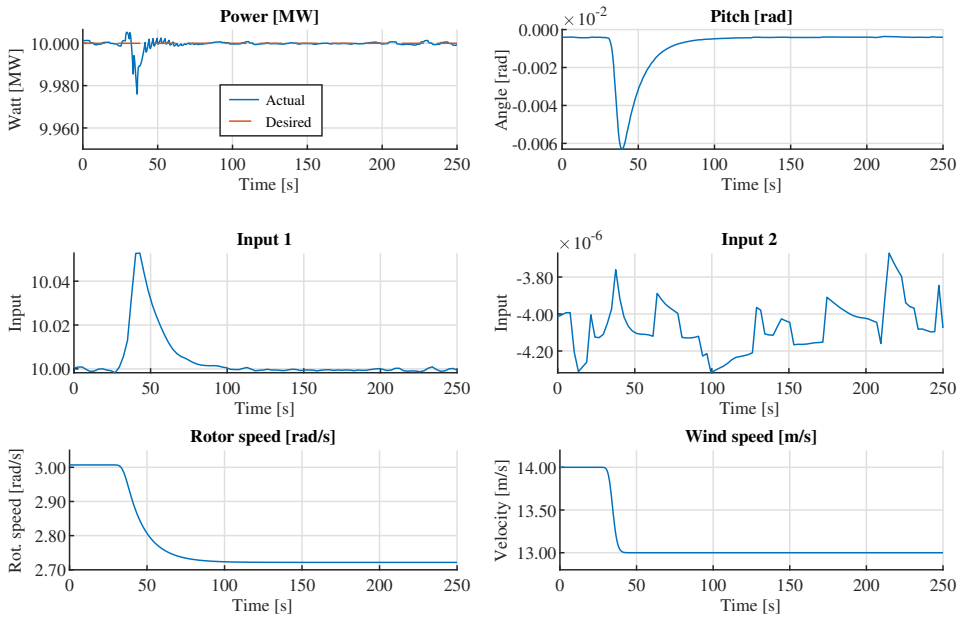 Power [MW]
Watt [MW]
10.000
9.980
9.960
Actual
Desired
0 50 100 150 200 250
Time [s]
Pitch [rad]
×10⁻²
Angle [rad]
0.000
-0.002
-0.004
-0.006
0 50 100 150 200 250
Time [s]
Input 1
Input
10.04
10.02
10.00
0 50 100 150 200 250
Time [s]
Input 2
×10⁻⁶
Input
-3.80
-4.00
-4.20
0 50 100 150 200 250
Time [s]
Rotor speed [rad/s]
Rot. speed [rad/s]
3.00
2.90
2.80
2.70
0 50 100 150 200 250
Time [s]
Wind speed [m/s]
Velocity [m/s]
14.00
13.00
0 50 100 150 200 250
Time [s]